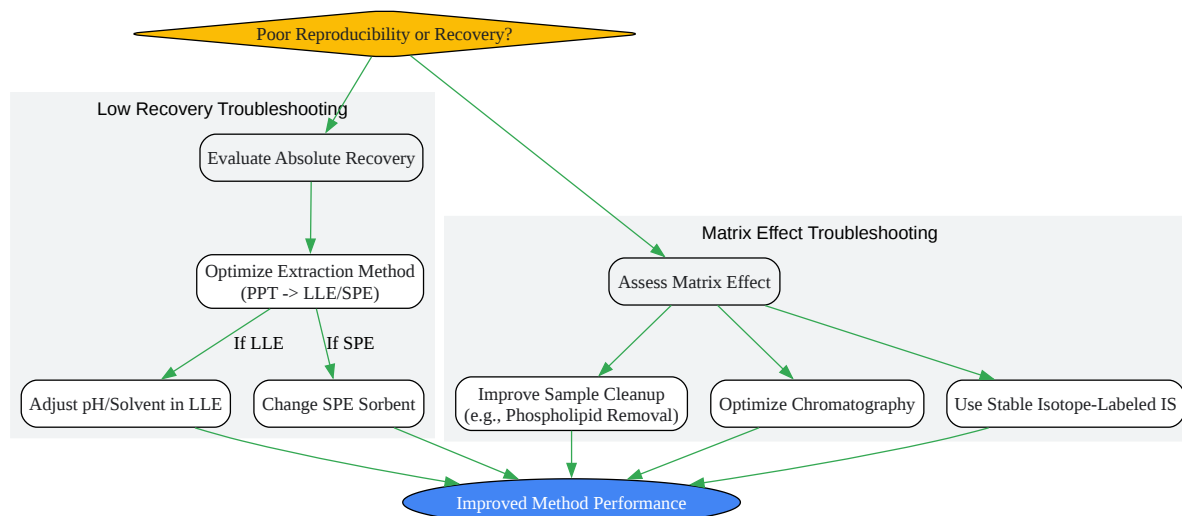 Poor Reproducibility or Recovery?
Low Recovery Troubleshooting
Evaluate Absolute Recovery
Optimize Extraction Method
(PPT -> LLE/SPE)
If LLE
If SPE
Adjust pH/Solvent in LLE
Change SPE Sorbent
Matrix Effect Troubleshooting
Assess Matrix Effect
Improve Sample Cleanup
(e.g., Phospholipid Removal)
Optimize Chromatography
Use Stable Isotope-Labeled IS
Improved Method Performance